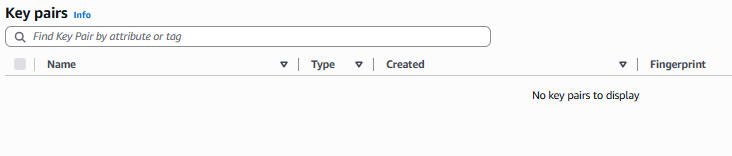 Key pairs Info
Find Key Pair by attribute or tag
Name Type Created Fingerprint
No key pairs to display